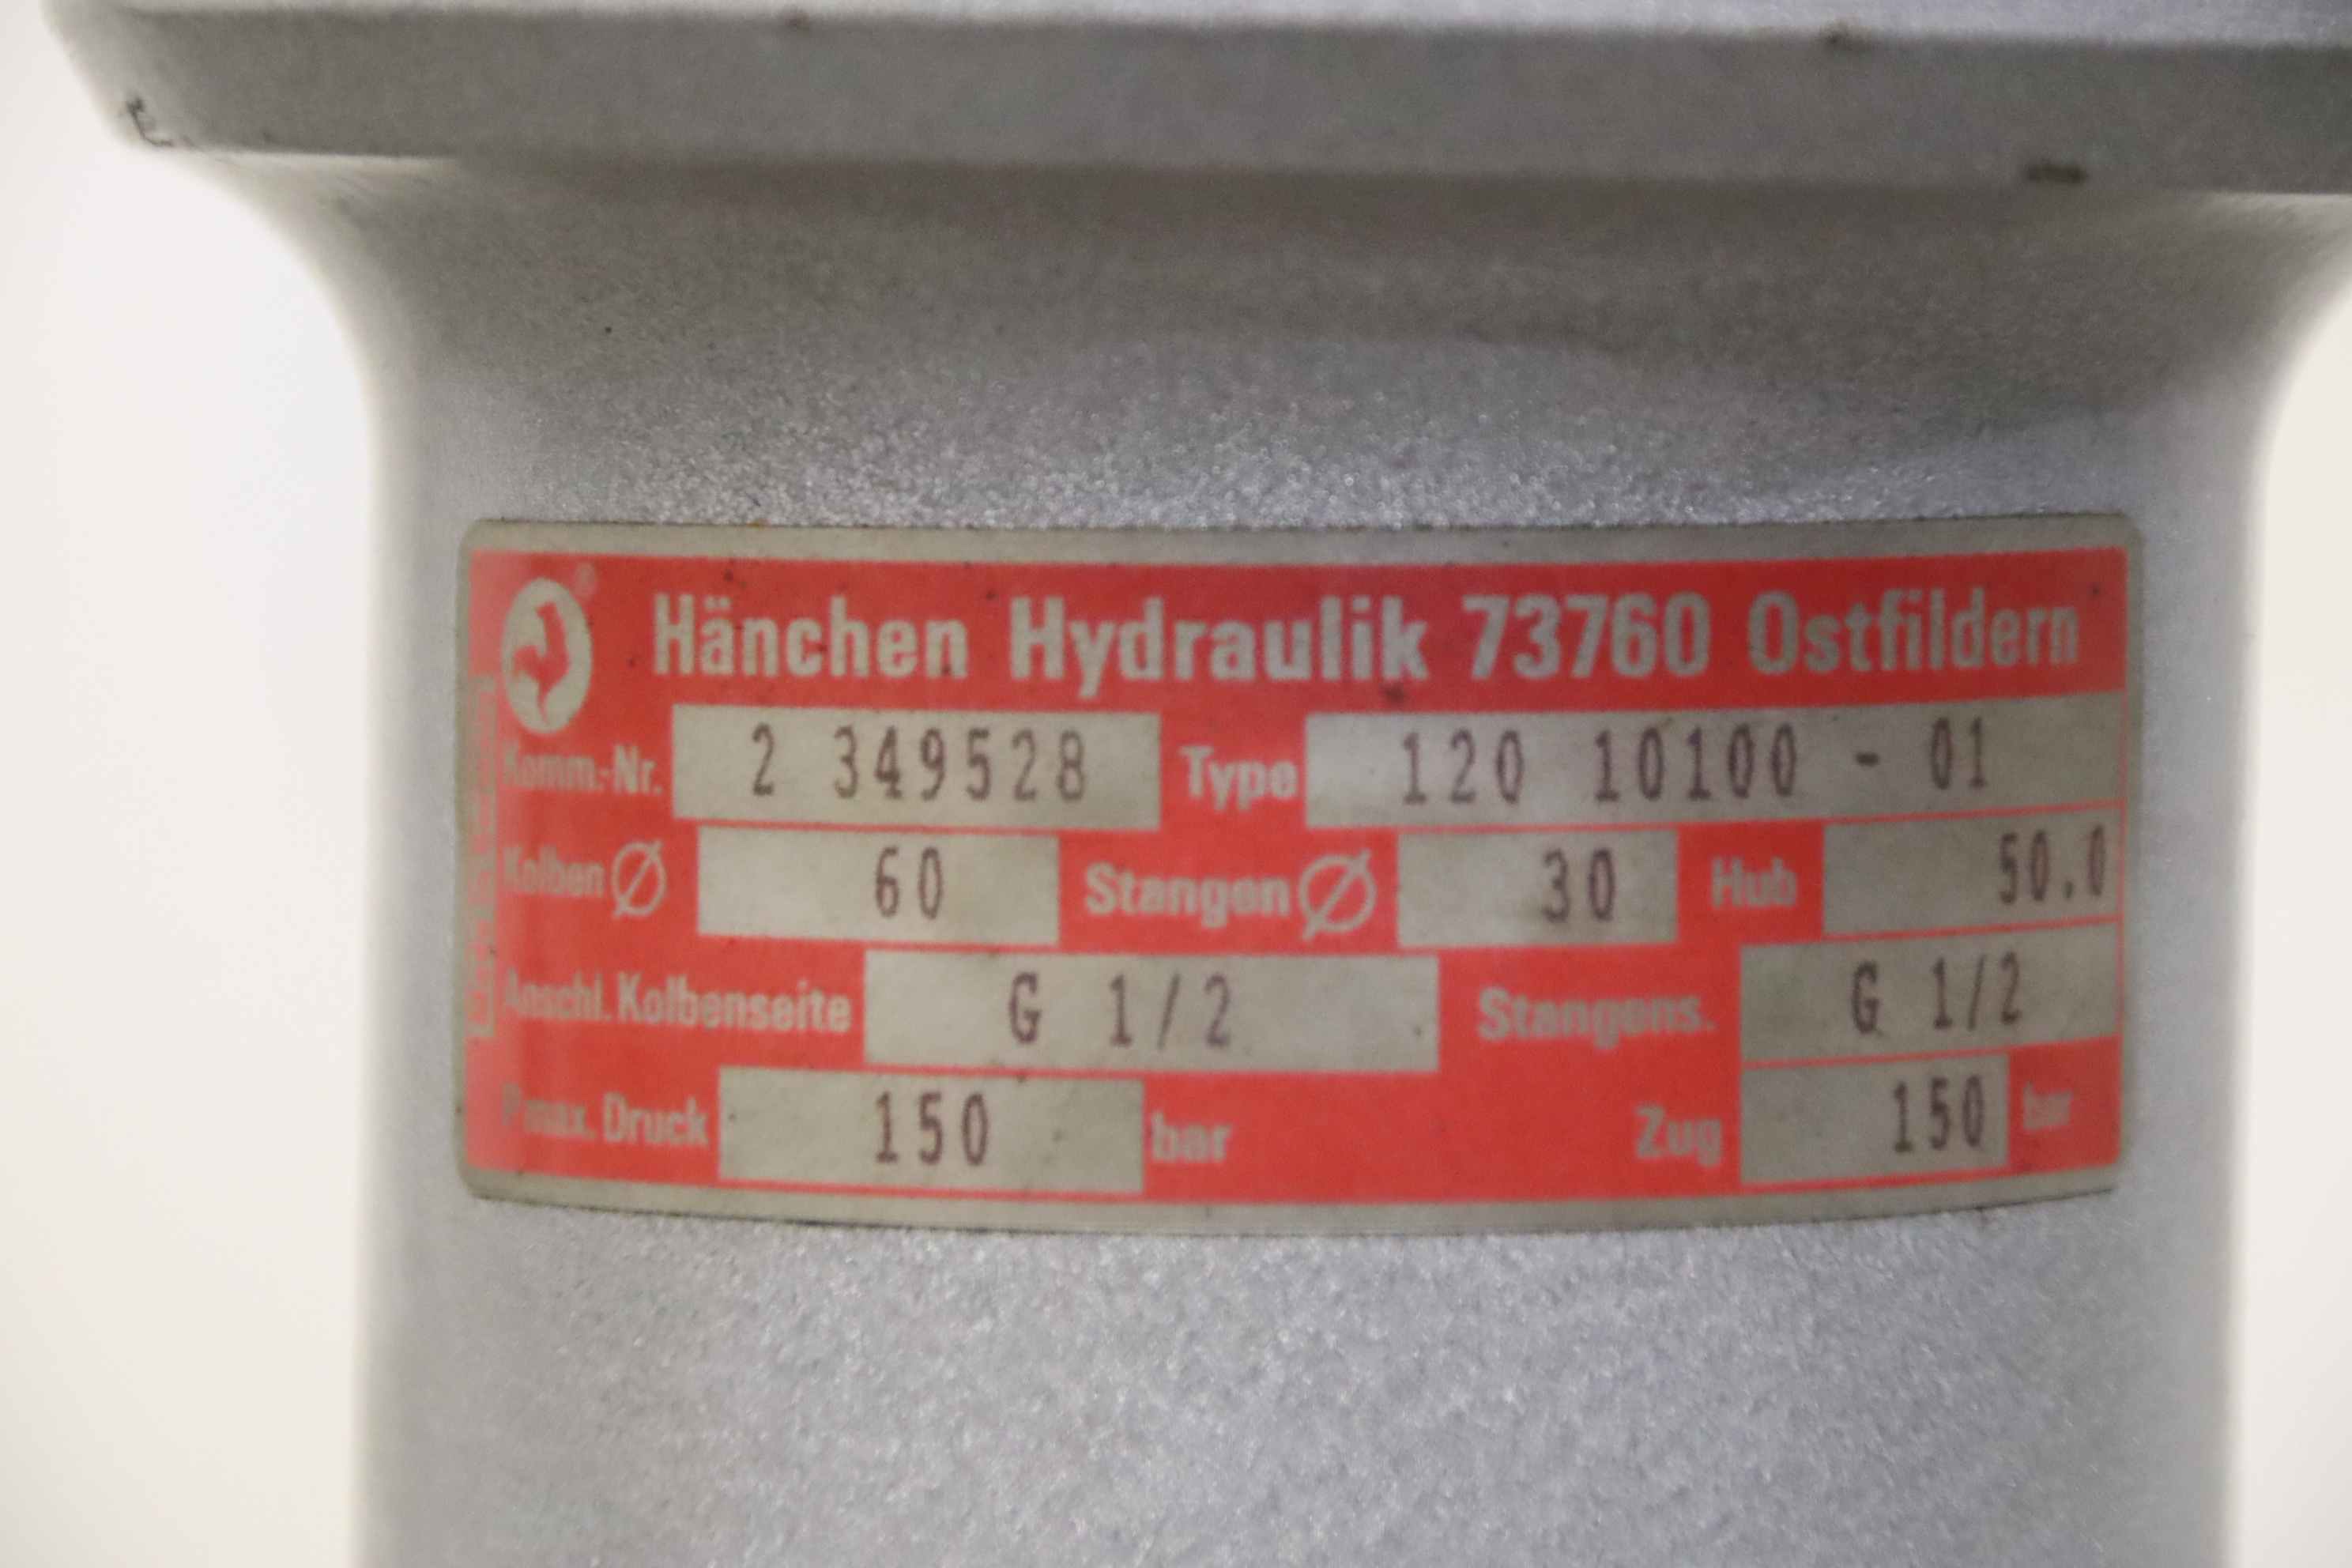 Hänchen Hydraulik 73760 Ostfildern
Komm.-Nr. 2 349528 Type 120 10100 - 01
Kolben Ø 60 Stangen Ø 30 Hub 50.0
Anschl. Kolbenseite G 1/2 Stangens. G 1/2
Pmax. Druck 150 bar Zug 150 bar